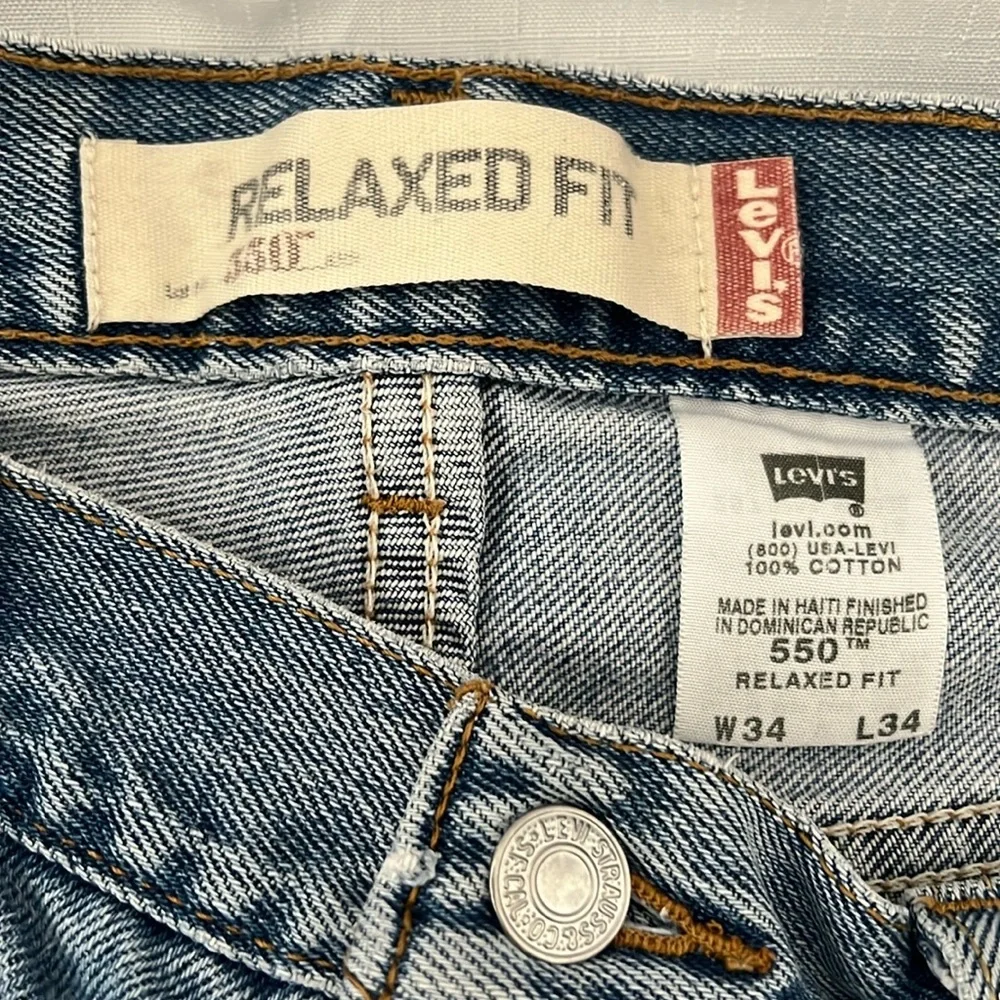 RELAXED FIT
550™
LEVI'S®
LEVI'S
®
levi.com
(800) USA-LEVI
100% COTTON
MADE IN HAITI FINISHED
IN DOMINICAN REPUBLIC
550™
RELAXED FIT
W34 L34
LEVI STRAUSS & CO. S.F. CAL